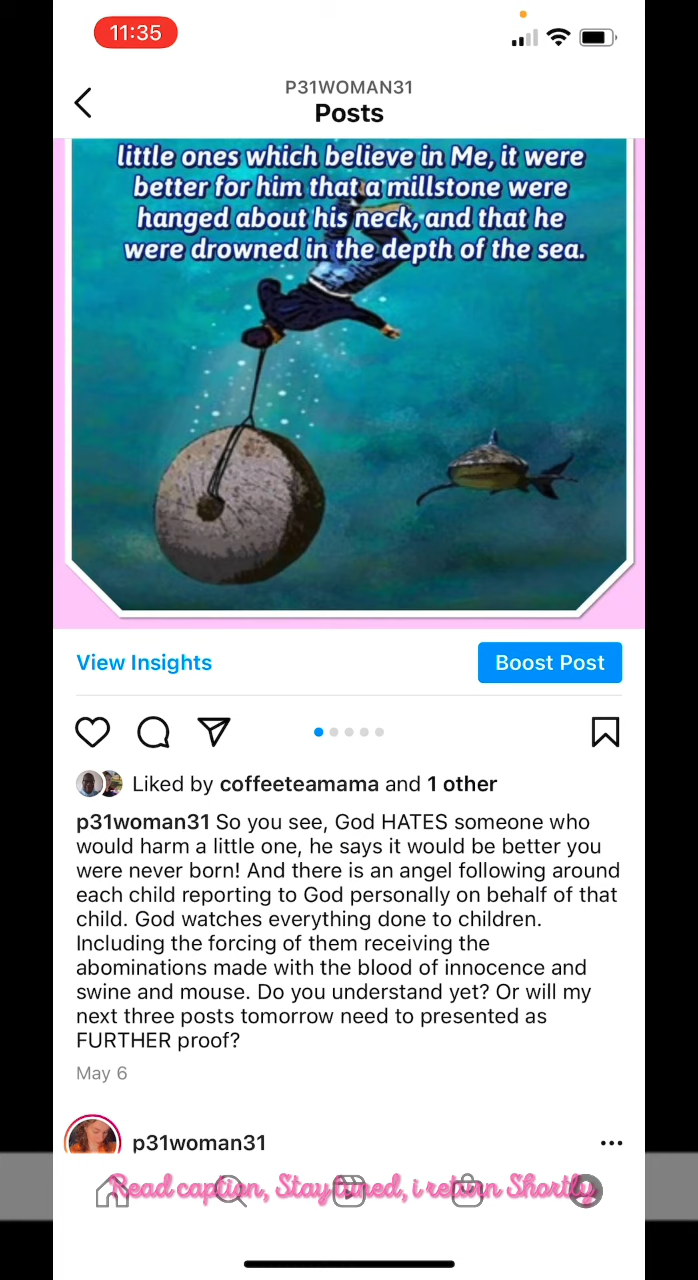 11:35
P31WOMAN31
Posts
little ones which believe in Me, it were
better for him that a millstone were
hanged about his neck, and that he
were drowned in the depth of the sea.
View Insights
Boost Post
Liked by coffeeteamama and 1 other
p31woman31 So you see, God HATES someone who
would harm a little one, he says it would be better you
were never born! And there is an angel following around
each child reporting to God personally on behalf of that
child. God watches everything done to children.
Including the forcing of them receiving the
abominations made with the blood of innocence and
swine and mouse. Do you understand yet? Or will my
next three posts tomorrow need to presented as
FURTHER proof?
May 6
p31woman31
Read caption, Stay tuned, i return Shortly